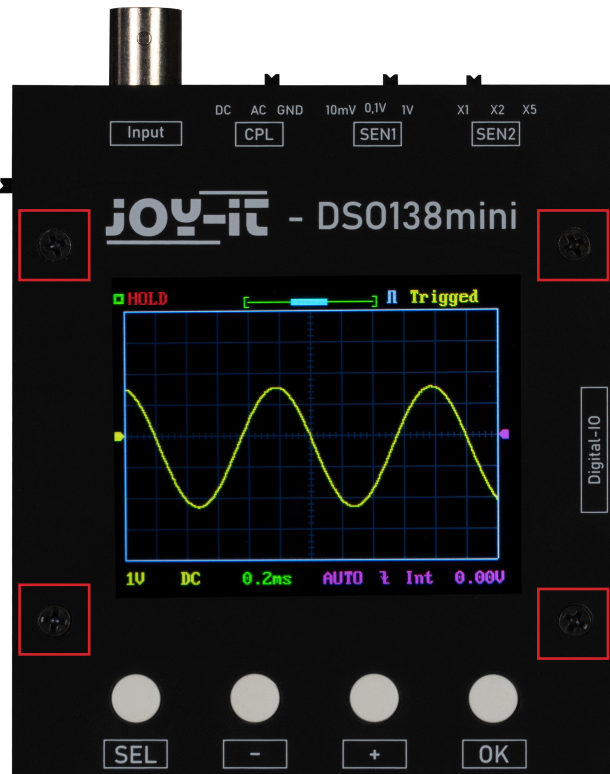 DC AC GND 10mV 0,1V 1V X1 X2 X5
Input CPL SEN1 SEN2
JOY-iT - DSO138mini
HOLD Trigged
Digital-IO
1V DC 0.2ms AUTO Int 0.00V
SEL - + OK